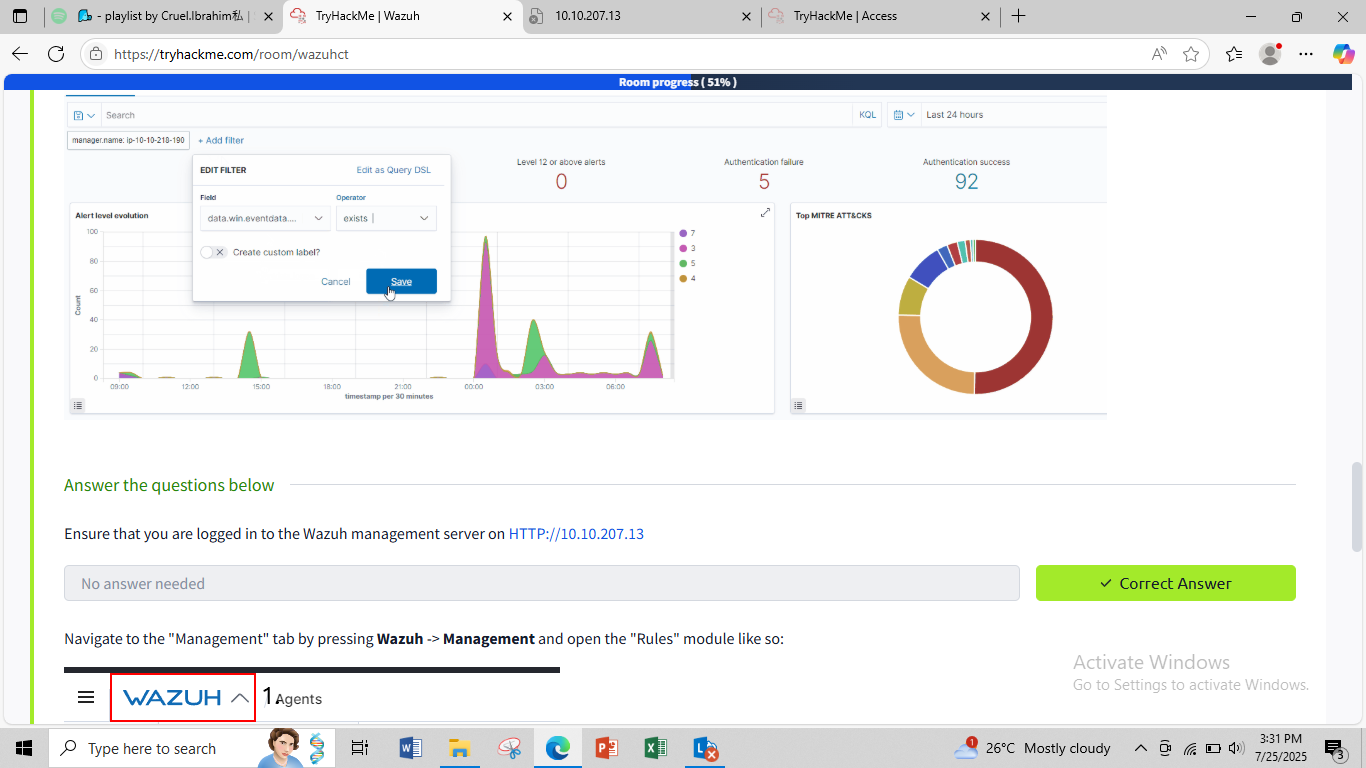 - playlist by Cruel.Ibrahim私 |
TryHackMe | Wazuh
10.10.207.13
TryHackMe | Access
https://tryhackme.com/room/wazuhct
Room progress ( 51% )
Search
KQL
Last 24 hours
manager.name: ip-10-10-218-190
+ Add filter
EDIT FILTER
Edit as Query DSL
Field
Operator
data.win.eventdata....
exists
Create custom label?
Cancel
Save
Level 12 or above alerts
0
Authentication failure
5
Authentication success
92
Alert level evolution
100
80
60
40
20
0
Count
09:00
12:00
15:00
18:00
21:00
00:00
03:00
06:00
timestamp per 30 minutes
7
3
5
4
Top MITRE ATT&CKS
Answer the questions below
Ensure that you are logged in to the Wazuh management server on HTTP://10.10.207.13
No answer needed
Correct Answer
Navigate to the "Management" tab by pressing Wazuh -> Management and open the "Rules" module like so:
WAZUH
1.
Agents
Activate Windows
Go to Settings to activate Windows.
Type here to search
26°C Mostly cloudy
3:31 PM
7/25/2025
3